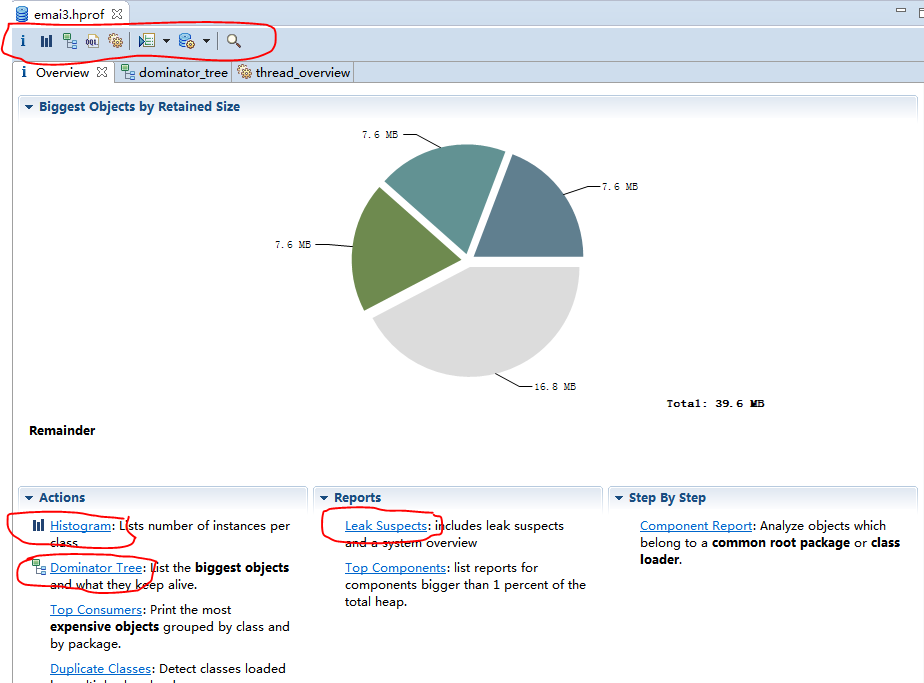 emai3.hprof
i OQL
i Overview dominator_tree thread_overview
Biggest Objects by Retained Size
7.6 MB
7.6 MB
7.6 MB
16.8 MB
Total: 39.6 MB
Remainder
Actions
Histogram: Lists number of instances per
class
Dominator Tree: List the biggest objects
and what they keep alive.
Top Consumers: Print the most
expensive objects grouped by class and
by package.
Duplicate Classes: Detect classes loaded
Reports
Leak Suspects: includes leak suspects
and a system overview
Top Components: list reports for
components bigger than 1 percent of the
total heap.
Step By Step
Component Report: Analyze objects which
belong to a common root package or class
loader.